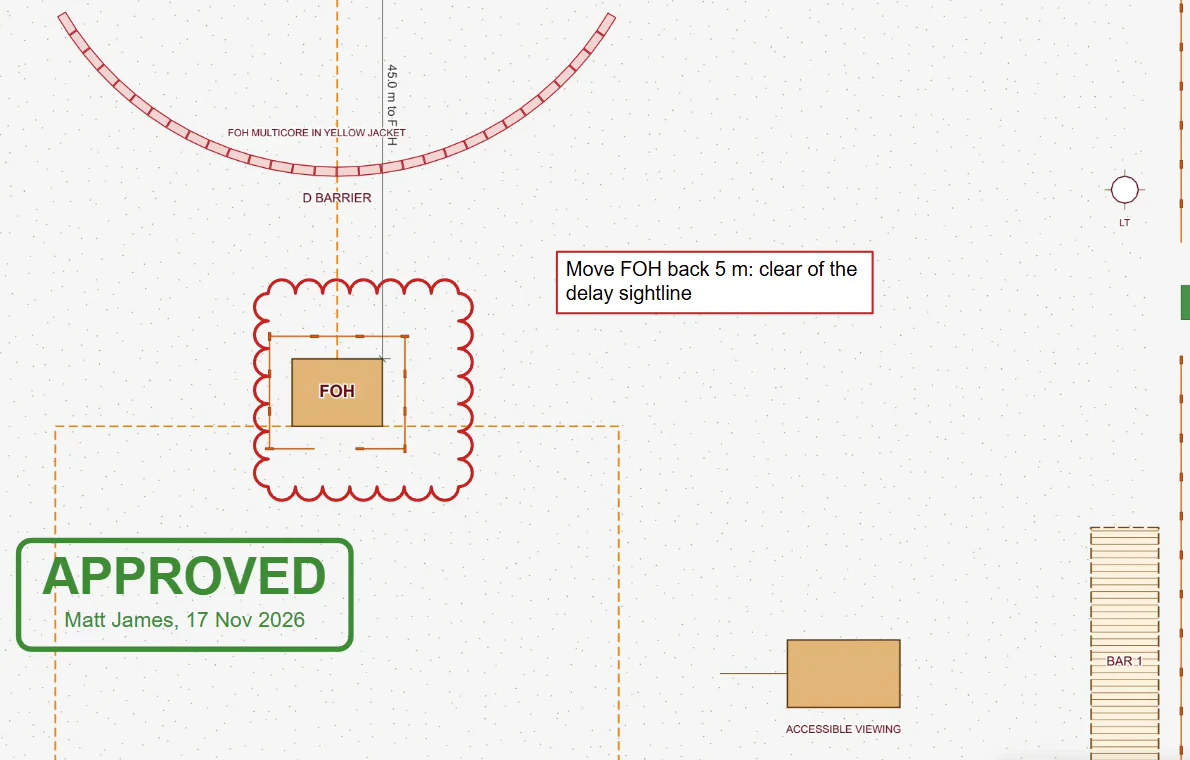 45.0 m to FOH
FOH MULTICORE IN YELLOW JACKET
D BARRIER
LT
Move FOH back 5 m: clear of the
delay sightline
FOH
APPROVED
Matt James, 17 Nov 2026
BAR 1
ACCESSIBLE VIEWING